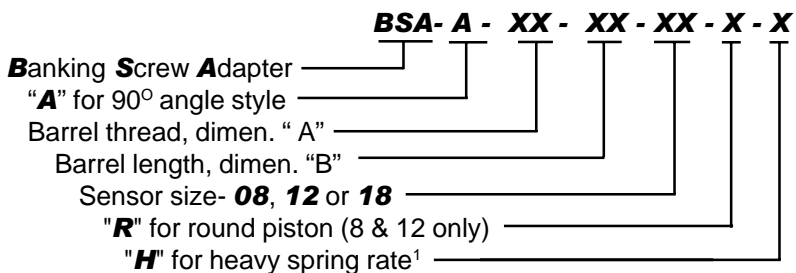 BSA- A - XX- XX - XX - X - X
Banking Screw Adapter
“A” for 90O angle style
Barrel thread, dimen. “ A”
Barrel length, dimen. "B"
Sensor size- 08, 12 or 18
"R" for round piston (8 & 12 only)
"H" for heavy spring rate1